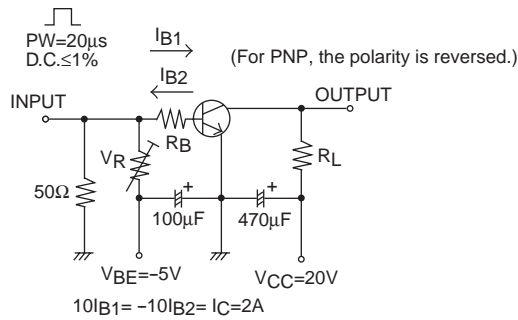 PW=20μs
D.C.≤1%
IB1
IB2
(For PNP, the polarity is reversed.)
INPUT
OUTPUT
RB
VR
RL
50Ω
100μF
470μF
VBE=–5V
VCC=20V
10IB1= –10IB2= IC=2A